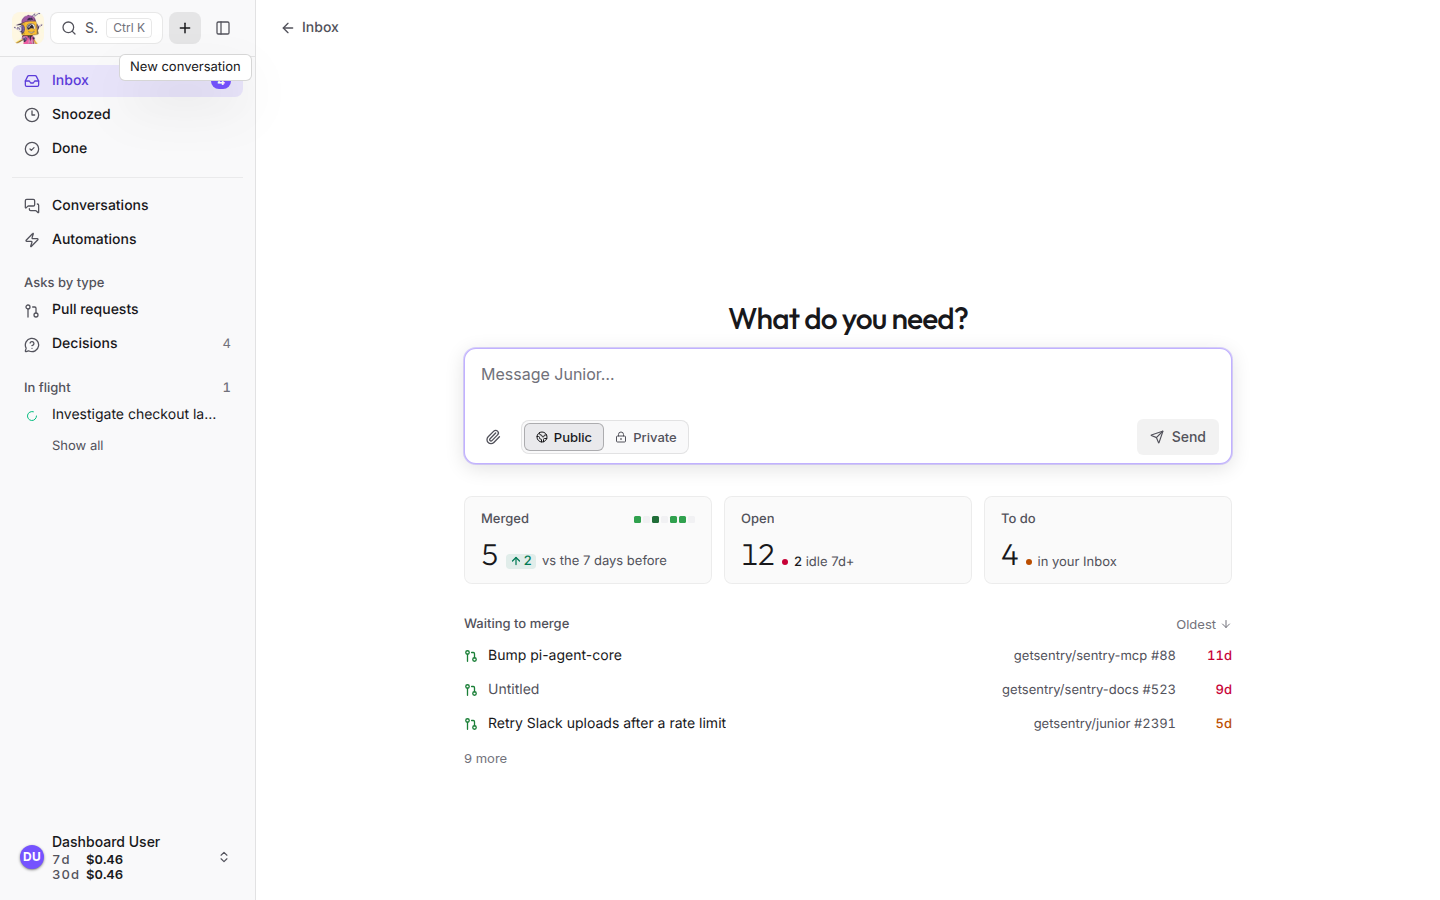 S.
Ctrl K
Inbox
New conversation
Inbox
Snoozed
Done
Conversations
Automations
Asks by type
Pull requests
Decisions 4
In flight 1
Investigate checkout la...
Show all
What do you need?
Message Junior...
Public
Private
Send
Merged
5 2 vs the 7 days before
Open
12 2 idle 7d+
To do
4 in your Inbox
Waiting to merge
Oldest
Bump pi-agent-core getsentry/sentry-mcp #88 11d
Untitled getsentry/sentry-docs #523 9d
Retry Slack uploads after a rate limit getsentry/junior #2391 5d
9 more
DU
Dashboard User
7d $0.46
30d $0.46